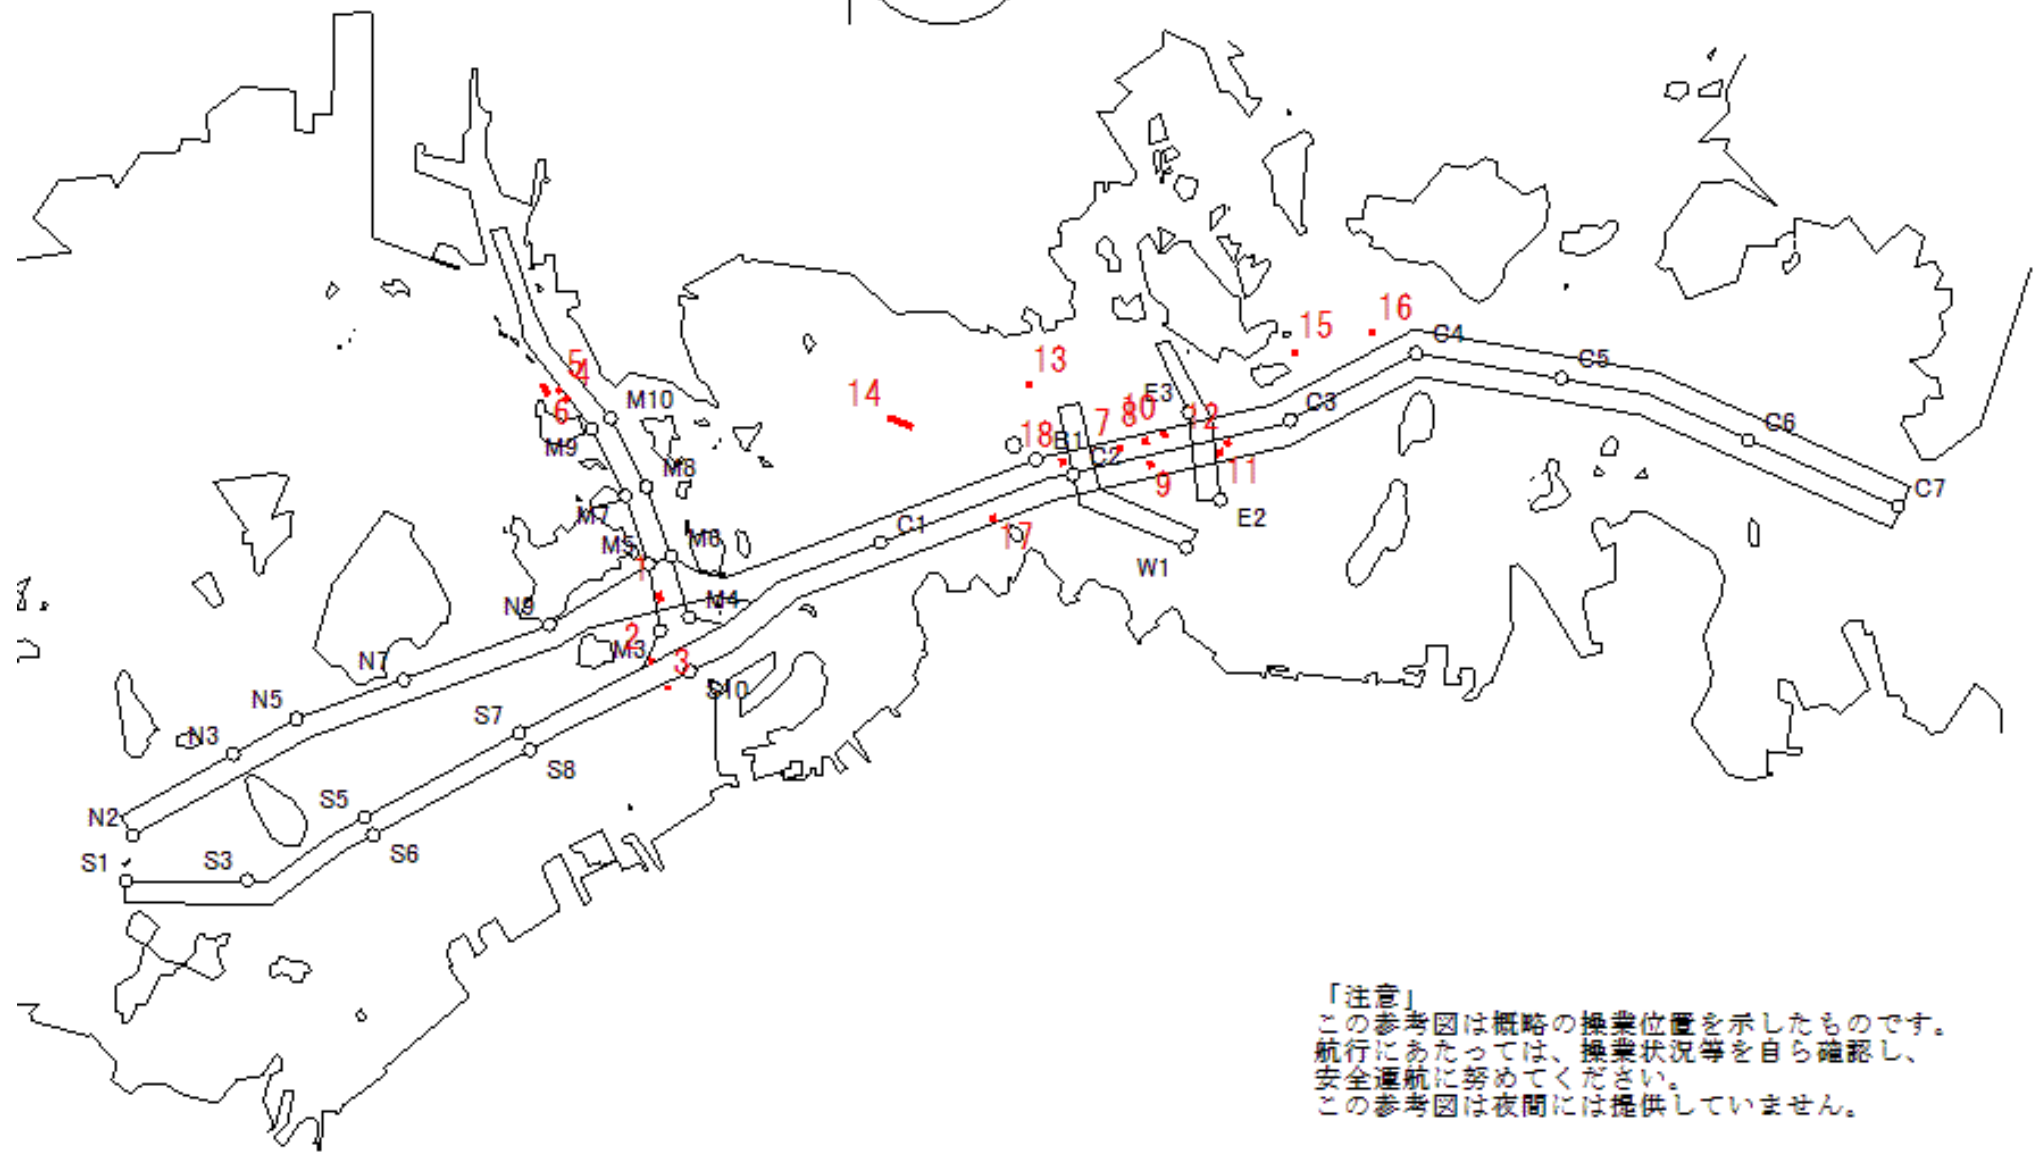 16
15
C4
13
C5
5
4
14
M10
6
E3
10
12
7
8
C3
C6
M9
18
B1
C2
11
M8
9
C7
M7
E2
C1
17
M5
M6
1
W1
N9
M4
2
M3
3
N7
S10
N5
S7
N3
S8
S5
N2
S6
S1
S3
「注意」
この参考図は概略の操業位置を示したものです。
航行にあたっては、操業状況等を自ら確認し、
安全運航に努めてください。
この参考図は夜間には提供していません。